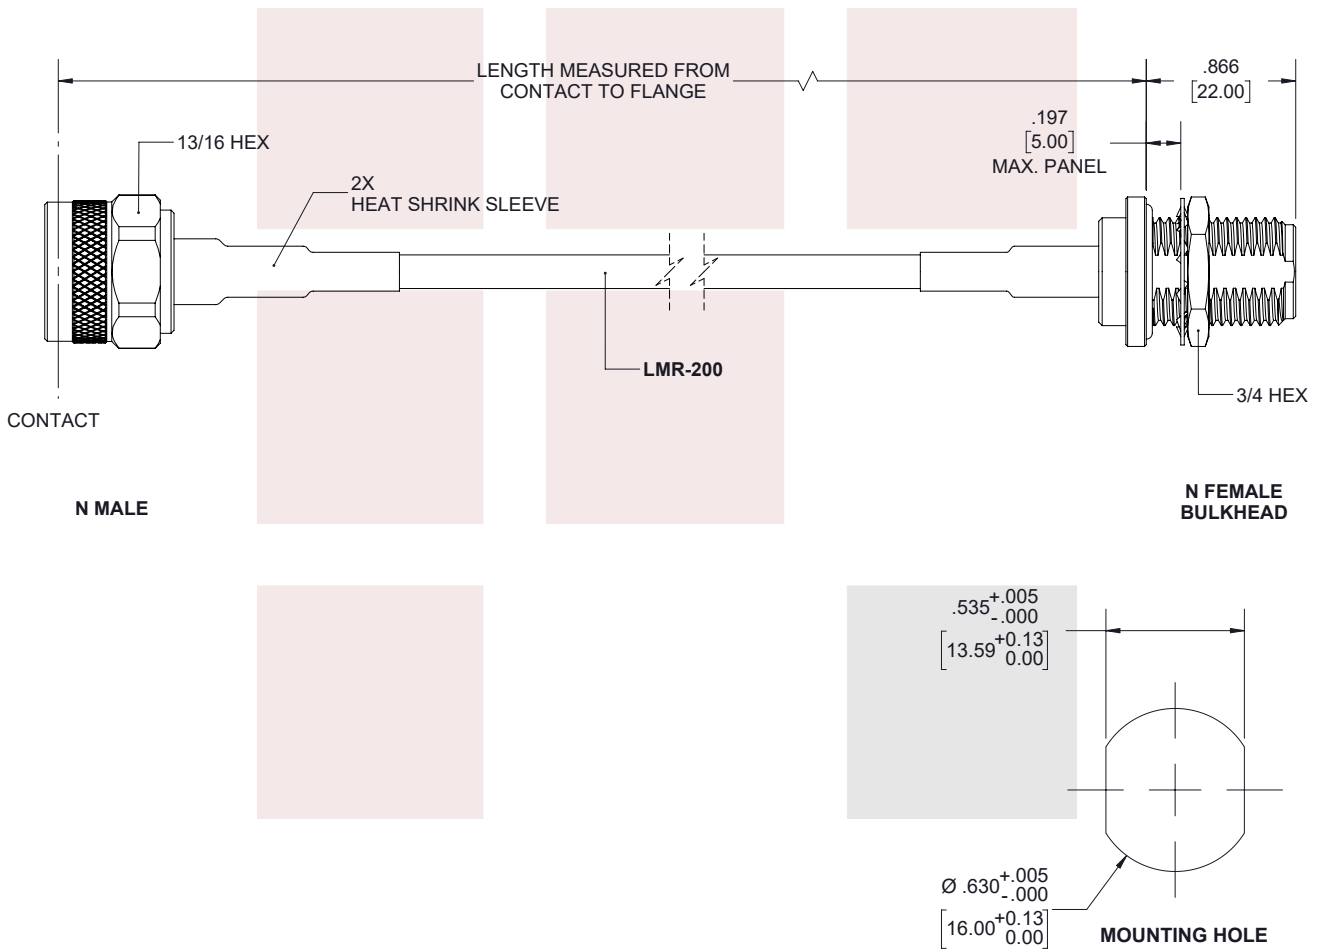 LENGTH MEASURED FROM
CONTACT TO FLANGE
.866
[22.00]
.197
[5.00]
MAX. PANEL
13/16 HEX
2X
HEAT SHRINK SLEEVE
LMR-200
3/4 HEX
CONTACT
N MALE
N FEMALE
BULKHEAD
.535 +.005
-.000
[13.59 +0.13
0.00]
Ø .630 +.005
-.000
[16.00 +0.13
0.00]
MOUNTING HOLE